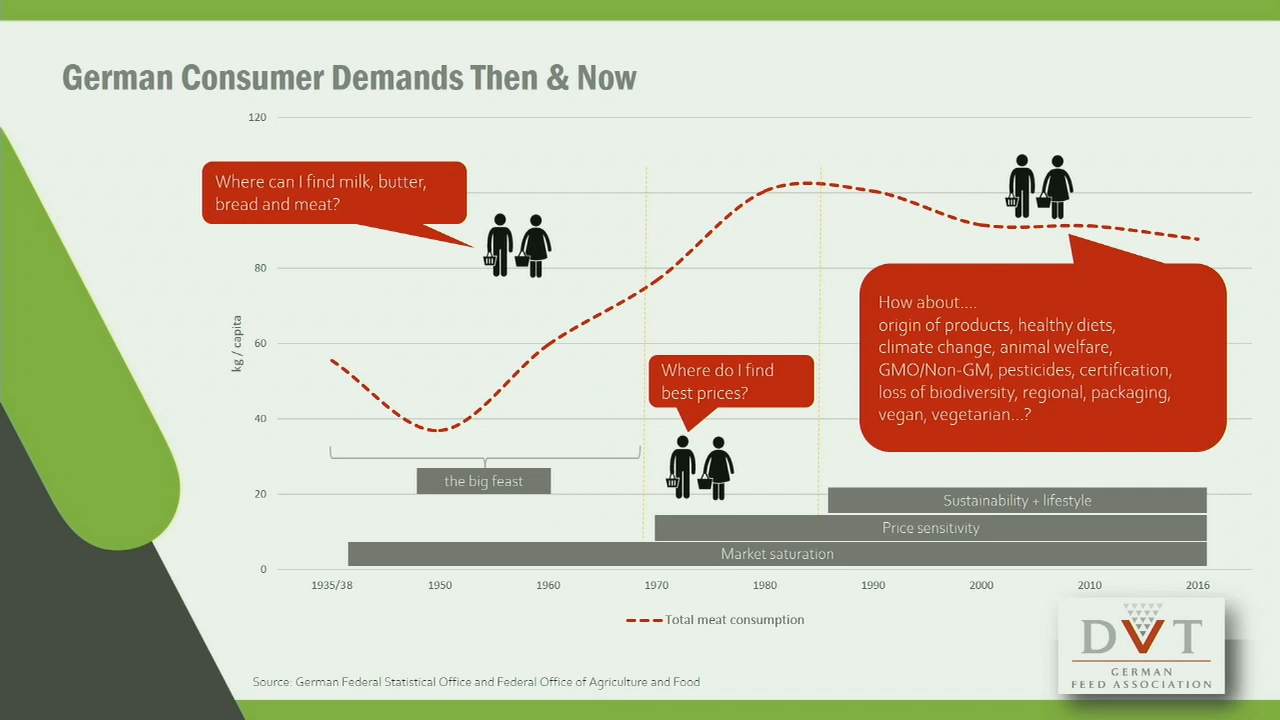 German Consumer Demands Then & Now
120
Where can I find milk, butter,
bread and meat?
80
kg / capita
60
Where do I find
best prices?
How about....
origin of products, healthy diets,
climate change, animal welfare,
GMO/Non-GM, pesticides, certification,
loss of biodiversity, regional, packaging,
vegan, vegetarian...?
40
the big feast
20
Sustainability + lifestyle
Price sensitivity
Market saturation
0
1935/38 1950 1960 1970 1980 1990 2000 2010 2016
Total meat consumption
DVT
GERMAN
FEED ASSOCIATION
Source: German Federal Statistical Office and Federal Office of Agriculture and Food